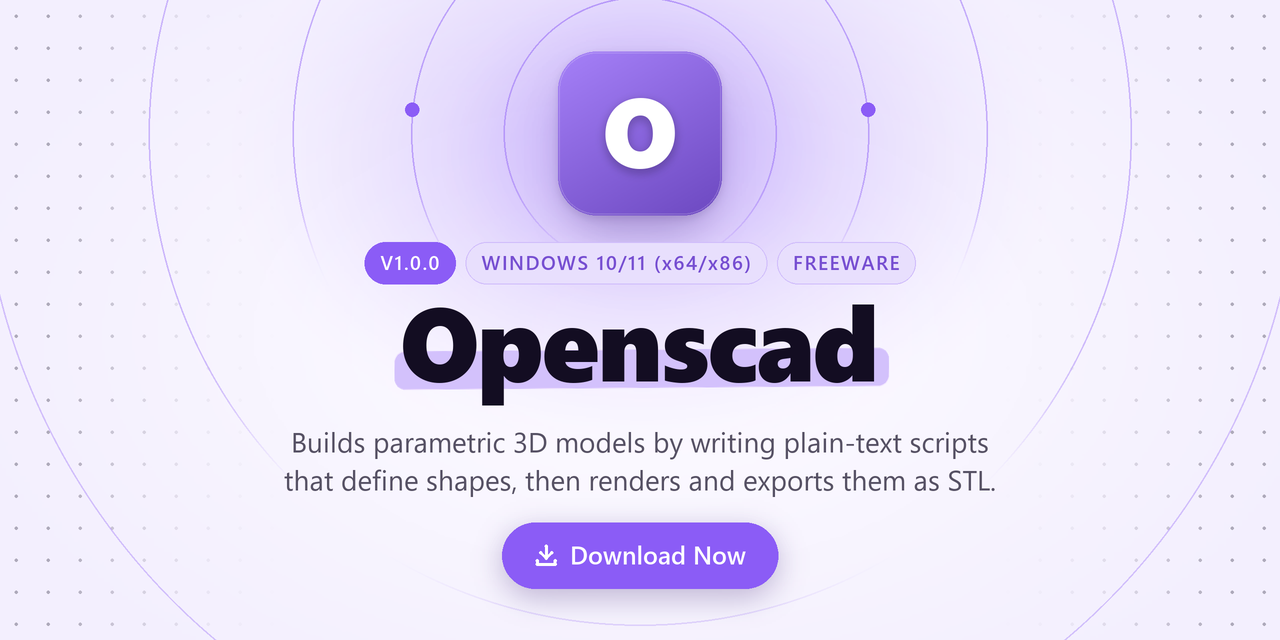 O
V1.0.0 WINDOWS 10/11 (x64/x86) FREEWARE
Openscad
Builds parametric 3D models by writing plain-text scripts
that define shapes, then renders and exports them as STL.
Download Now